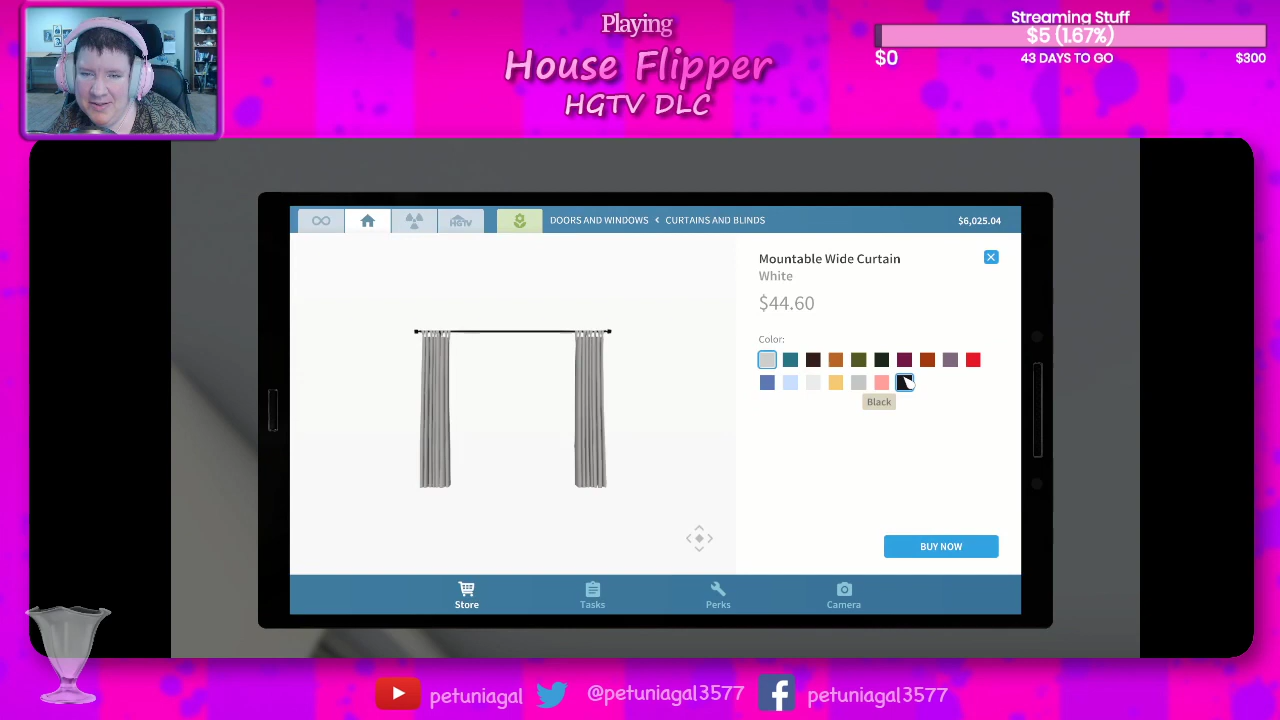 Playing
House Flipper
HGTV DLC
Streaming Stuff
$5 (1.67%)
$0
43 DAYS TO GO
$300
HGTV
DOORS AND WINDOWS < CURTAINS AND BLINDS
$6,025.04
Mountable Wide Curtain
White
$44.60
Color:
Black
BUY NOW
Store
Tasks
Perks
Camera
petuniagal
@petuniagal3577
petuniagal3577